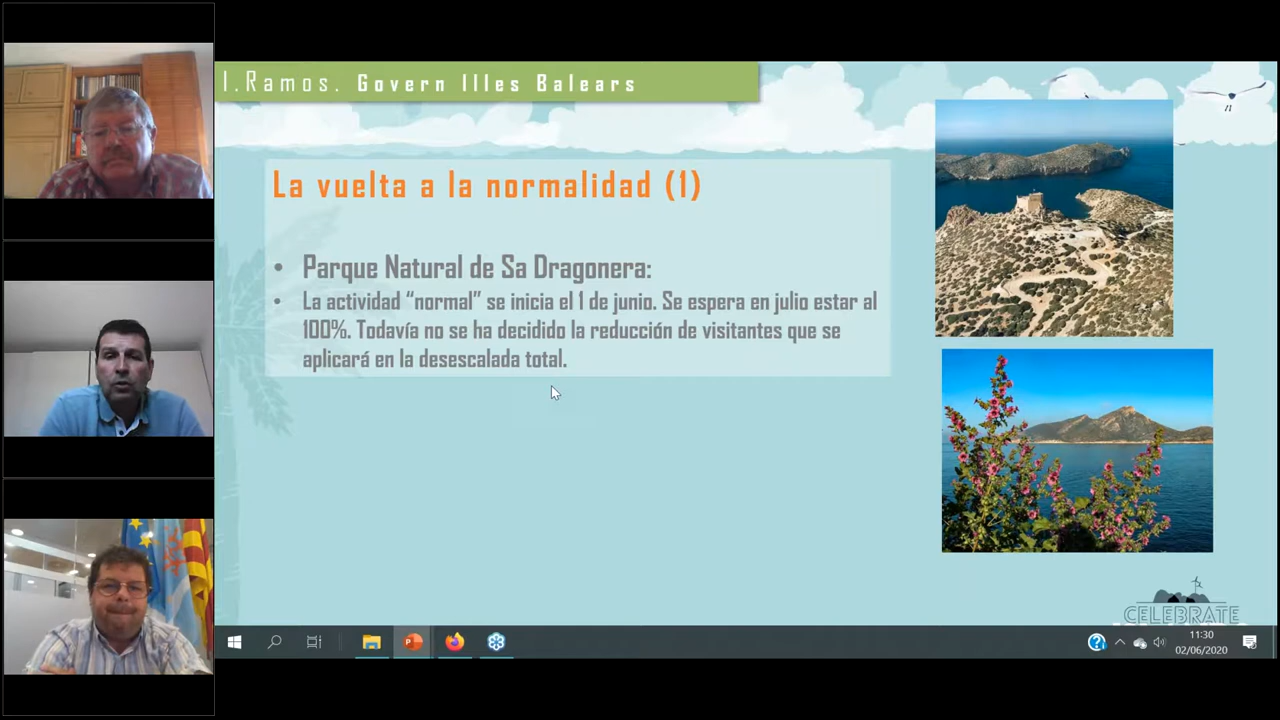 I.Ramos. Govern Illes Balears
La vuelta a la normalidad (1)
• Parque Natural de Sa Dragonera:
• La actividad “normal” se inicia el 1 de junio. Se espera en julio estar al
100%. Todavía no se ha decidido la reducción de visitantes que se
aplicará en la desescalada total.
CELEBRATE
11:30
02/06/2020